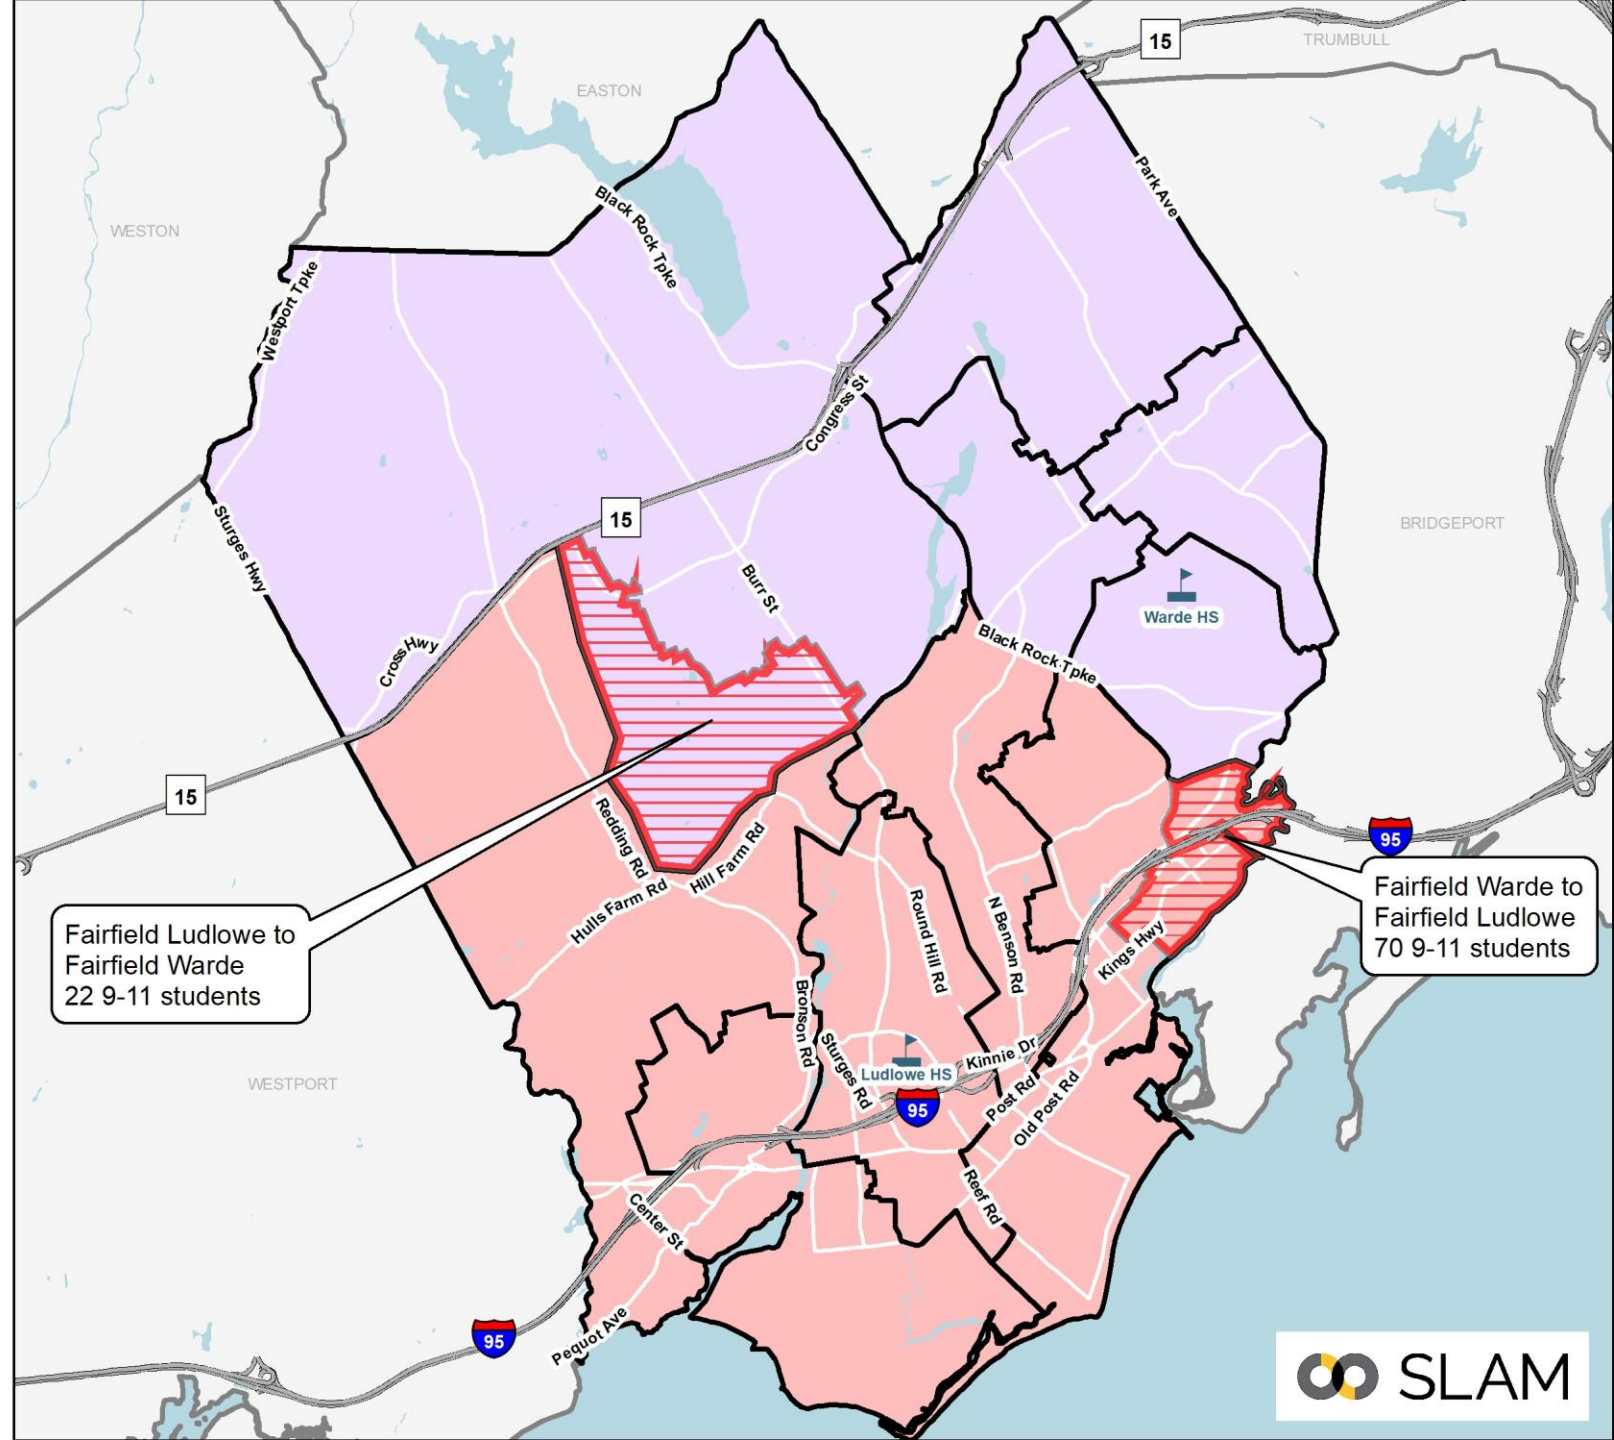 15
TRUMBULL
EASTON
Park Ave
Black Rock Tpke
WESTON
Westport Tpke
Congress St
15
BRIDGEPORT
Sturges Hwy
Burr St
Warde HS
Cross Hwy
Black Rock Tpke
15
Redding Rd
Hill Farm Rd
Hulls Farm Rd
95
Fairfield Warde to
Fairfield Ludlowe
70 9-11 students
Fairfield Ludlowe to
Fairfield Warde
22 9-11 students
Round Hill Rd
N Benson Rd
Kings Hwy
Bronson Rd
Sturges Rd
Ludlowe HS
Kinnie Dr
WESTPORT
95
Post Rd
Old Post Rd
Reef Rd
Center St
95
Pequot Ave
SLAM